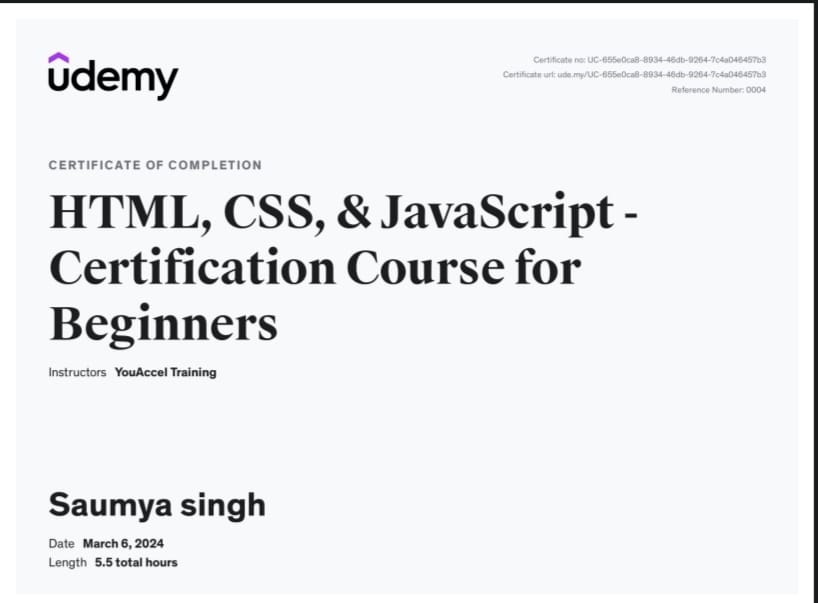 udemy
Certificate no: UC-655e0ca8-8934-46db-9264-7c4a046457b3
Certificate url: ude.my/UC-655e0ca8-8934-46db-9264-7c4a046457b3
Reference Number: 0004
CERTIFICATE OF COMPLETION
HTML, CSS, & JavaScript -
Certification Course for
Beginners
Instructors YouAccel Training
Saumya singh
Date March 6, 2024
Length 5.5 total hours